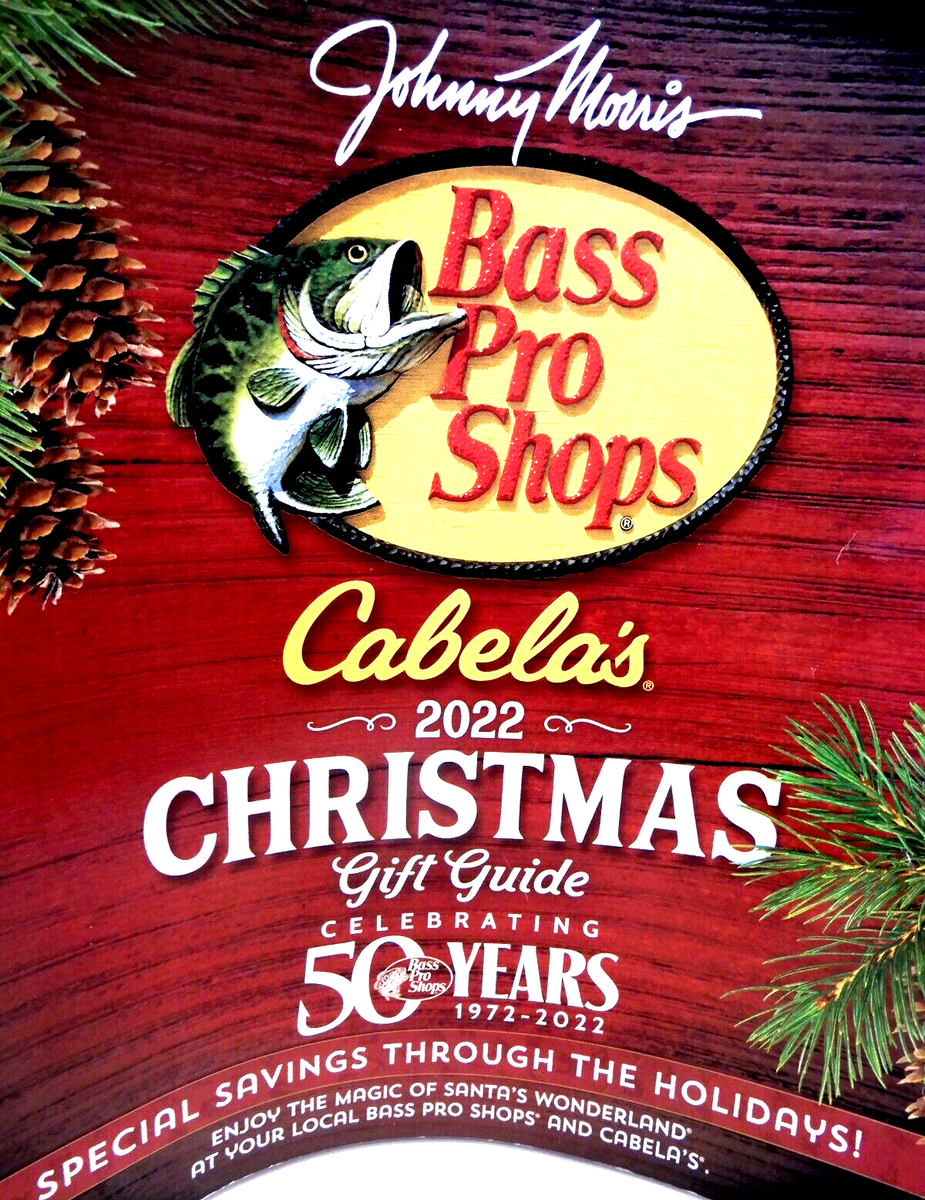 Johnny Morris
Bass
Pro
Shops®
Cabela's®
2022
CHRISTMAS
Gift Guide
CELEBRATING
50 Bass Pro Shops YEARS
1972-2022
SPECIAL SAVINGS THROUGH THE HOLIDAYS!
ENJOY THE MAGIC OF SANTA'S WONDERLAND®
AT YOUR LOCAL BASS PRO SHOPS® AND CABELA'S®.